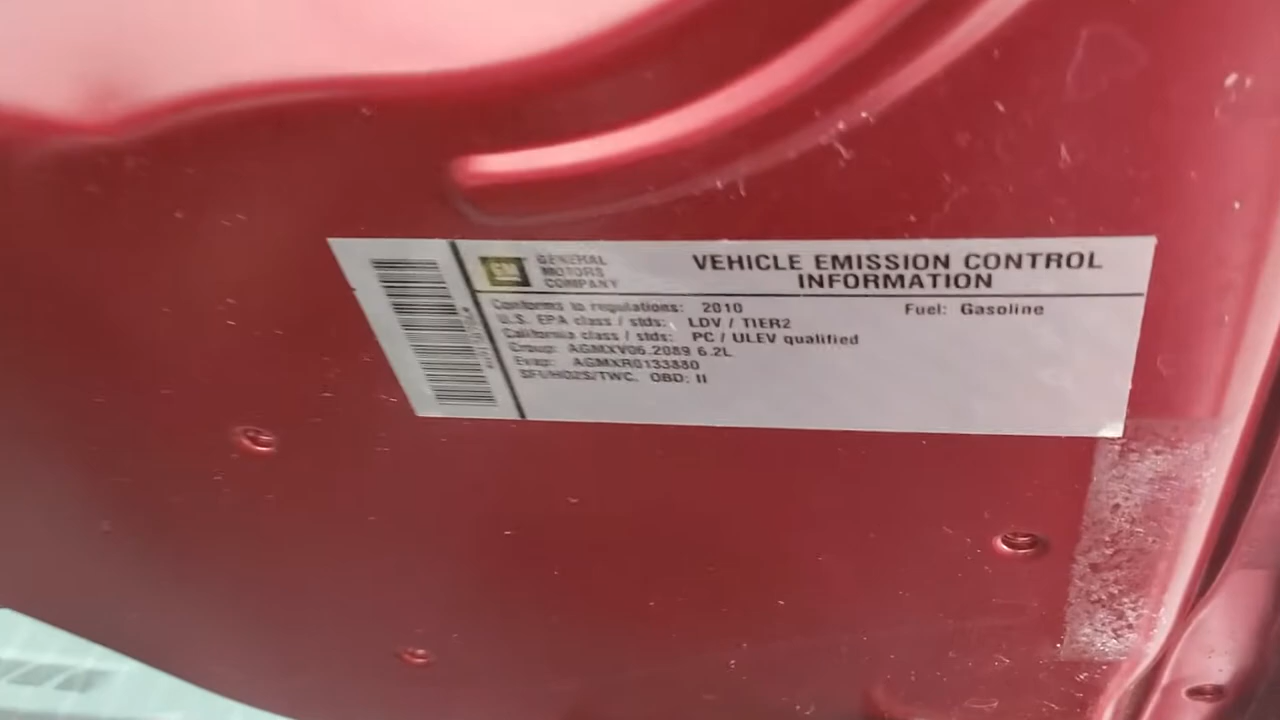 GM GENERAL MOTORS COMPANY
VEHICLE EMISSION CONTROL INFORMATION
Conforms to regulations: 2010 Fuel: Gasoline
U.S. EPA class / stds: LDV / TIER2
California class / stds: PC / ULEV qualified
Group: AGMXV06.2089 6.2L
Evap: AGMXR0133880
SFI/HO2S/TWC, OBD: II